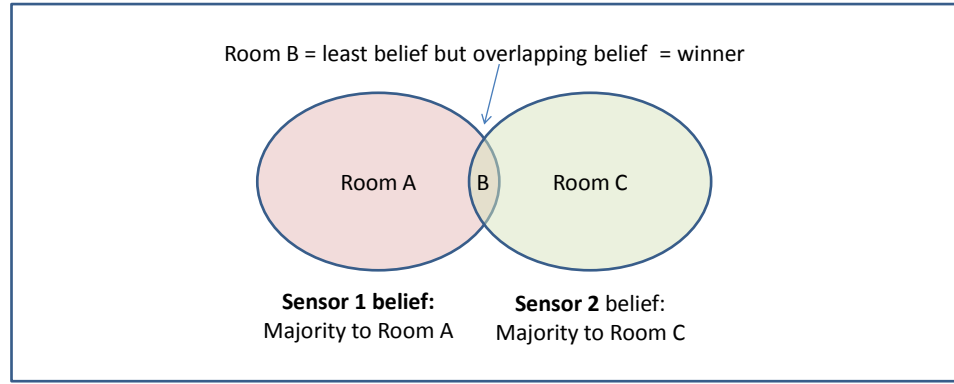 Room B = least belief but overlapping belief = winner
Room A
B
Room C
Sensor 1 belief:
Majority to Room A
Sensor 2 belief:
Majority to Room C